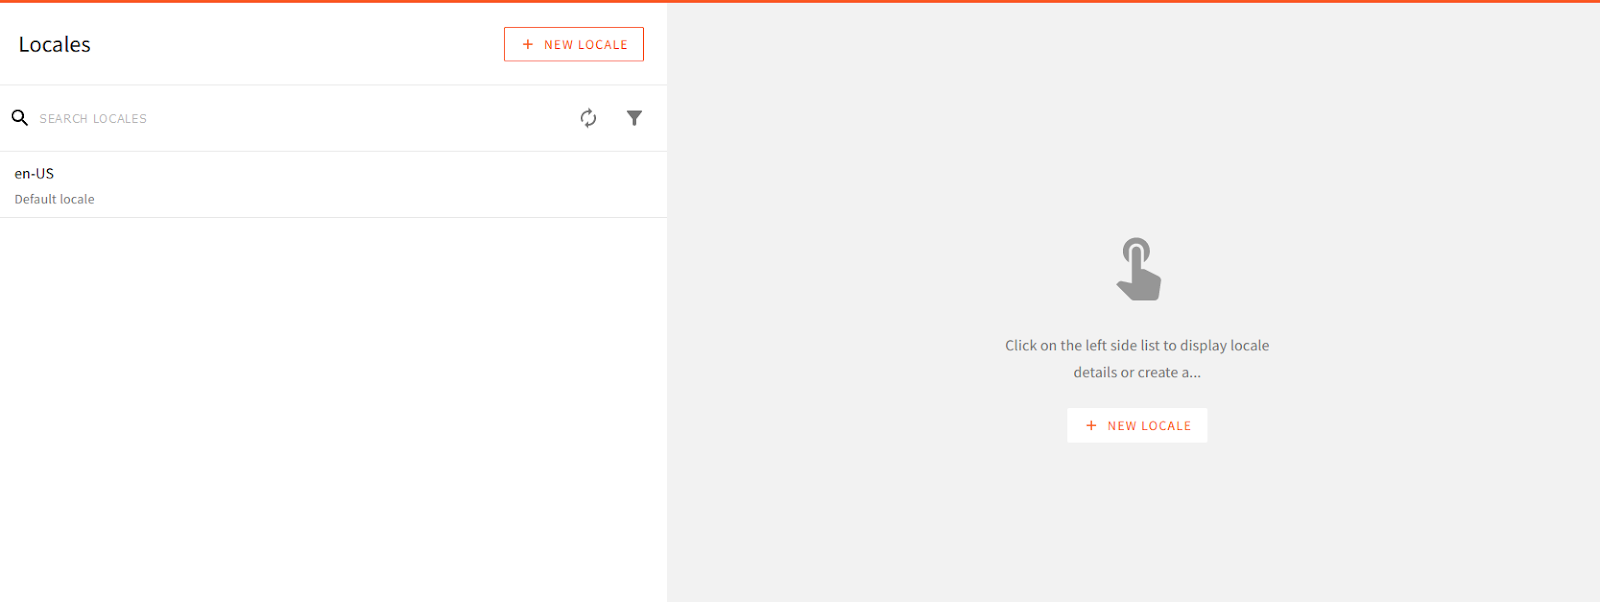 Locales
+ NEW LOCALE
SEARCH LOCALES
en-US
Default locale
Click on the left side list to display locale
details or create a...
+ NEW LOCALE